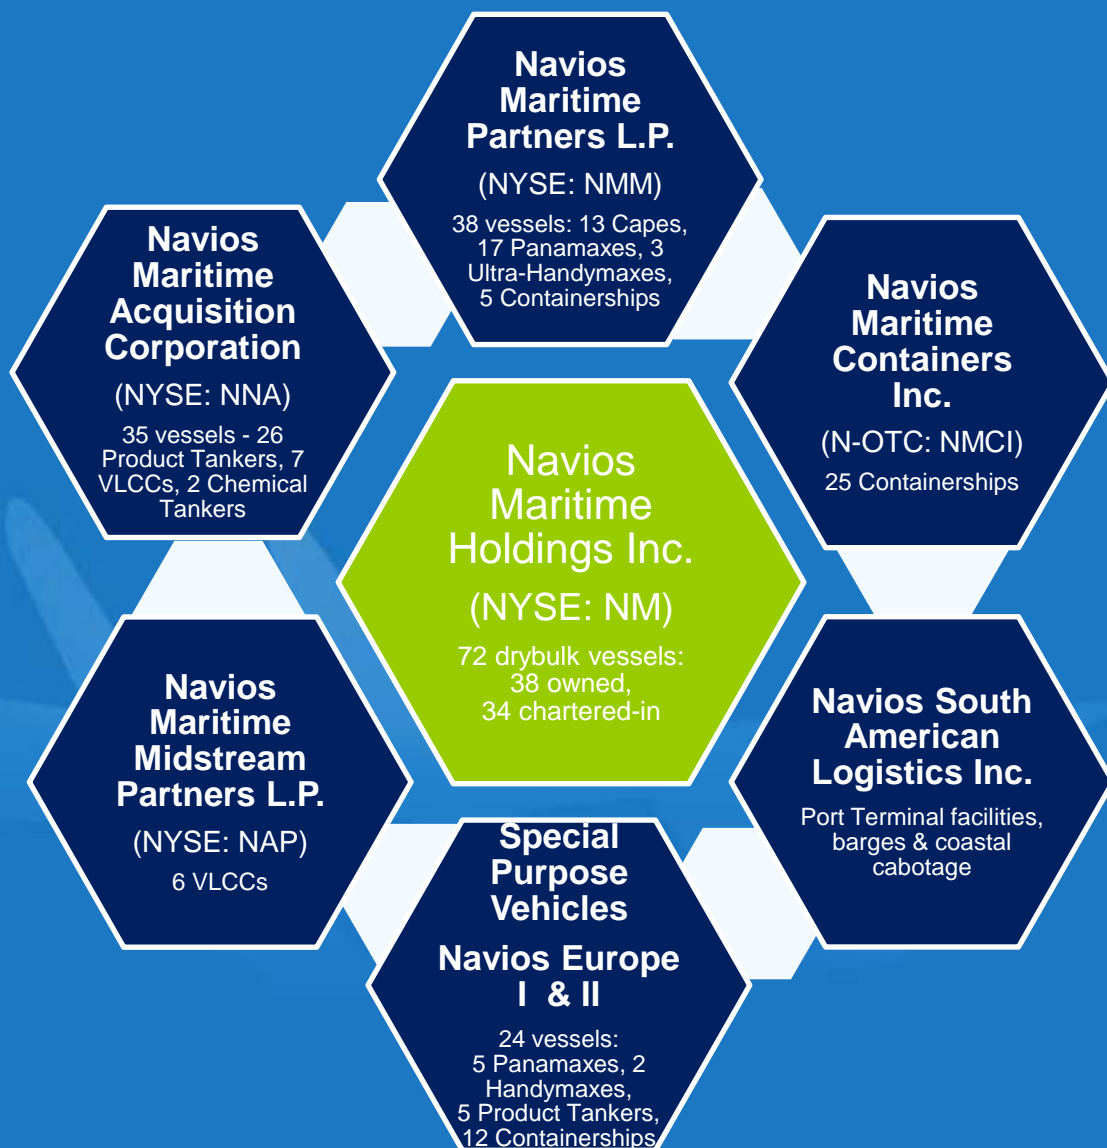 Navios
Maritime
Partners L.P.
(NYSE: NMM)
38 vessels: 13 Capes,
17 Panamaxes, 3
Ultra-Handymaxes,
5 Containerships
Navios
Maritime
Acquisition
Corporation
(NYSE: NNA)
35 vessels - 26
Product Tankers, 7
VLCCs, 2 Chemical
Tankers
Navios
Maritime
Containers
Inc.
(N-OTC: NMCI)
25 Containerships
Navios
Maritime
Holdings Inc.
(NYSE: NM)
72 drybulk vessels:
38 owned,
34 chartered-in
Navios
Maritime
Midstream
Partners L.P.
(NYSE: NAP)
6 VLCCs
Navios South
American
Logistics Inc.
Port Terminal facilities,
barges & coastal
cabotage
Special
Purpose
Vehicles
Navios Europe
I & II
24 vessels:
5 Panamaxes, 2
Handymaxes,
5 Product Tankers,
12 Containerships